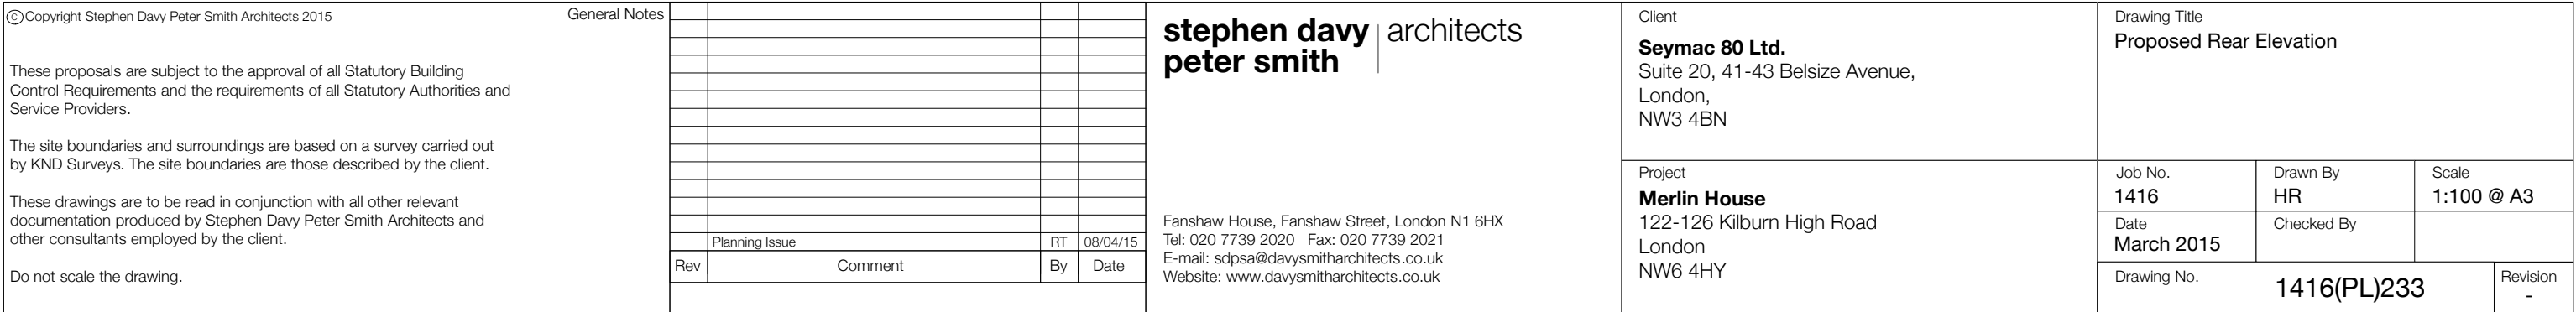 ©Copyright Stephen Davy Peter Smith Architects 2015
General Notes
These proposals are subject to the approval of all Statutory Building
Control Requirements and the requirements of all Statutory Authorities and
Service Providers.
The site boundaries and surroundings are based on a survey carried out
by KND Surveys. The site boundaries are those described by the client.
These drawings are to be read in conjunction with all other relevant
documentation produced by Stephen Davy Peter Smith Architects and
other consultants employed by the client.
Do not scale the drawing.
- Planning Issue RT 08/04/15
Rev Comment By Date
stephen davy architects
peter smith
Fanshaw House, Fanshaw Street, London N1 6HX
Tel: 020 7739 2020 Fax: 020 7739 2021
E-mail: sdpsa@davysmitharchitects.co.uk
Website: www.davysmitharchitects.co.uk
Client
Seymac 80 Ltd.
Suite 20, 41-43 Belsize Avenue,
London,
NW3 4BN
Project
Merlin House
122-126 Kilburn High Road
London
NW6 4HY
Drawing Title
Proposed Rear Elevation
Job No. Drawn By Scale
1416 HR 1:100 @ A3
Date Checked By
March 2015
Drawing No. Revision
1416(PL)233 -